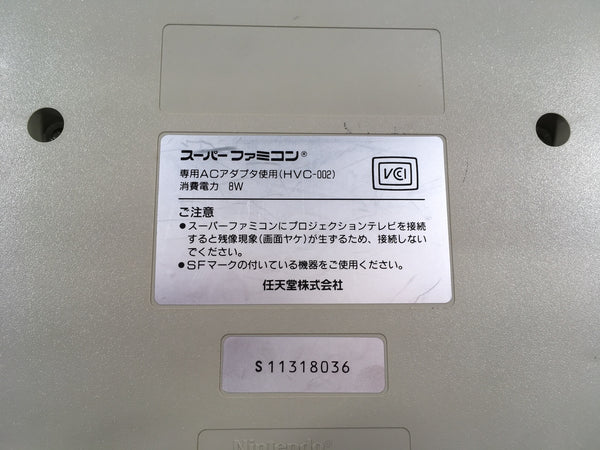 スーパーファミコン®
専用ACアダプタ使用(HVC-002)
消費電力 8W
VCCI
ご注意
●スーパーファミコンにプロジェクションテレビを接続
すると残像現象(画面ヤケ)が生ずるため、接続しない
でください。
●SFマークの付いている機器をご使用ください。
任天堂株式会社
S11318036
Nintendo®